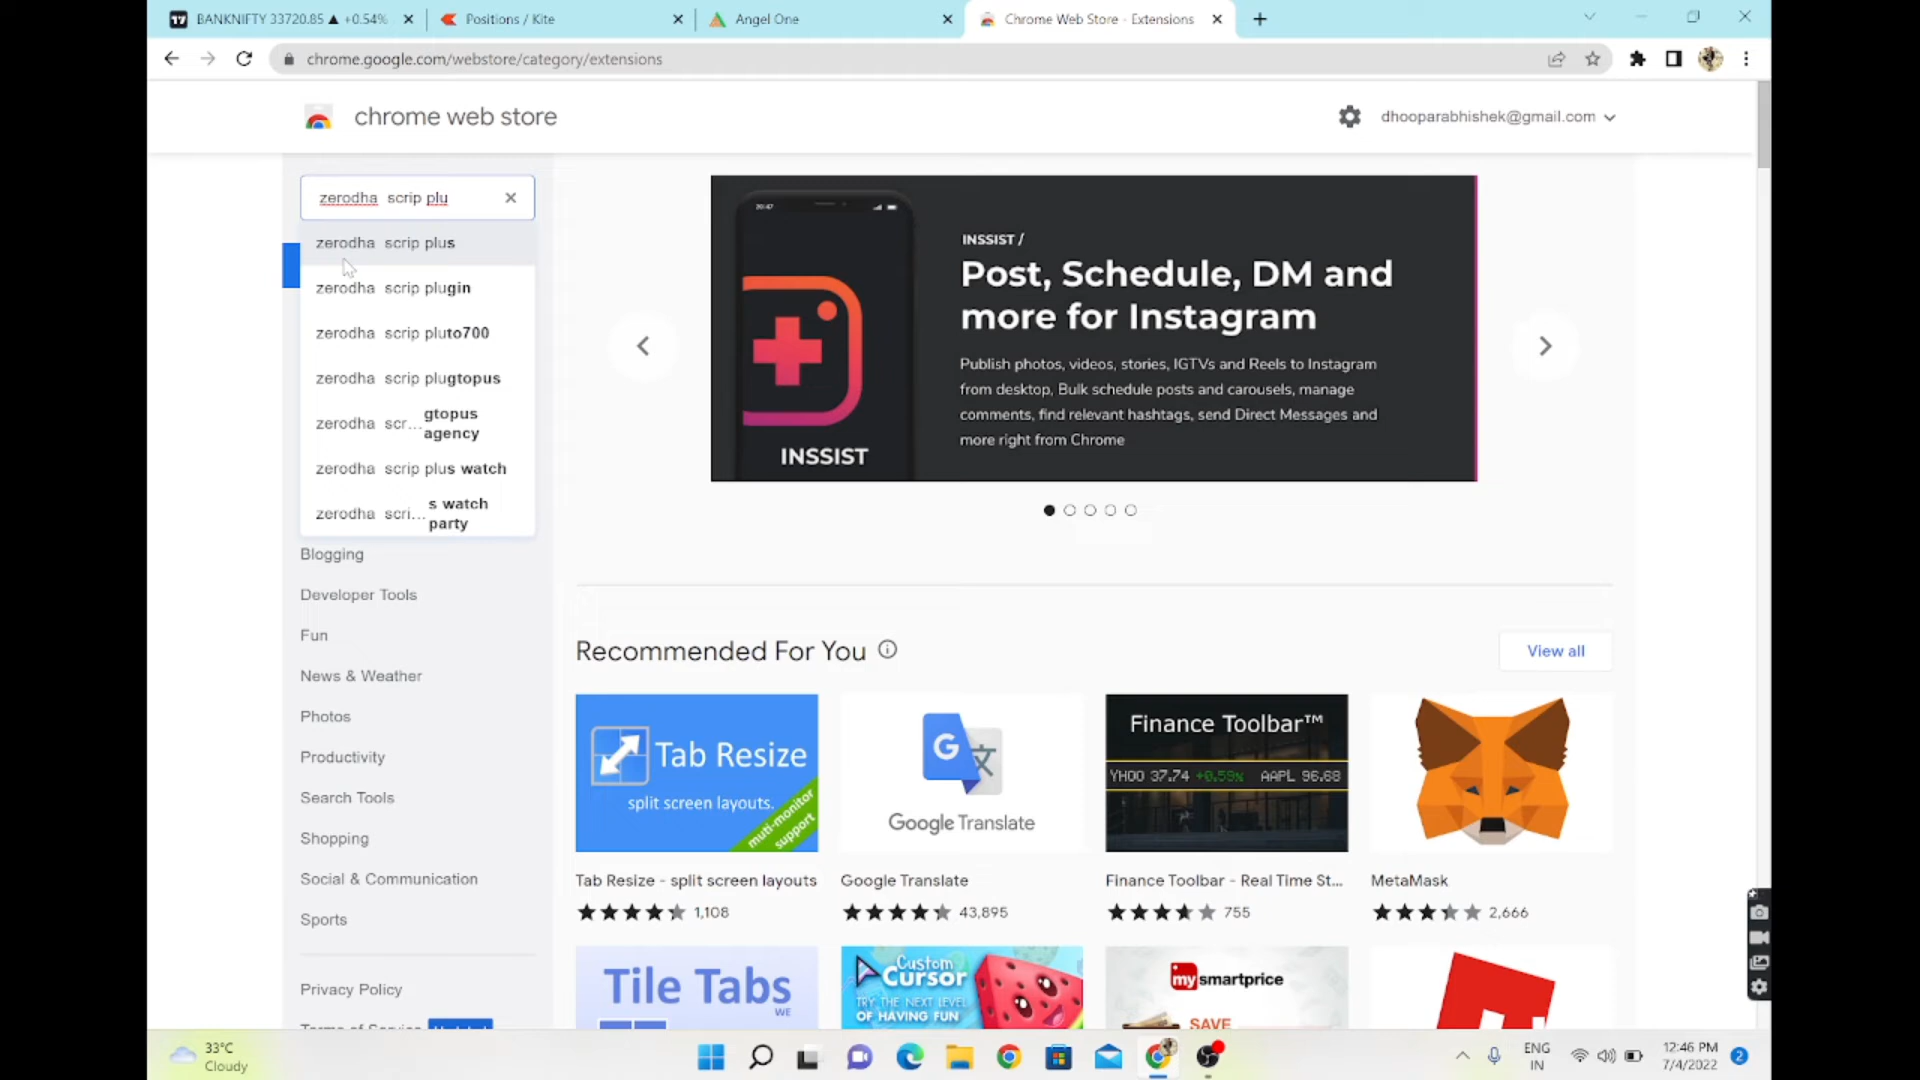 BANKNIFTY 33720.85 ▲ +0.54%
Positions / Kite
Angel One
Chrome Web Store - Extensions
chrome.google.com/webstore/category/extensions
chrome web store
dhooparabhishek@gmail.com
zerodha scrip plu
zerodha scrip plus
zerodha scrip plugin
zerodha scrip pluto700
zerodha scrip plugtopus
zerodha scr... gtopus agency
zerodha scrip plus watch
zerodha scri... s watch party
Blogging
Developer Tools
Fun
News & Weather
Photos
Productivity
Search Tools
Shopping
Social & Communication
Sports
Privacy Policy
20:47
INSSIST
INSSIST /
Post, Schedule, DM and
more for Instagram
Publish photos, videos, stories, IGTVs and Reels to Instagram
from desktop, Bulk schedule posts and carousels, manage
comments, find relevant hashtags, send Direct Messages and
more right from Chrome
Recommended For You
View all
Tab Resize
split screen layouts.
muti-monitor
support
Tab Resize - split screen layouts
1,108
G
Google Translate
Google Translate
43,895
Finance Toolbar™
YHOO 37.74 +0.59% AAPL 96.68
Finance Toolbar - Real Time St...
755
MetaMask
2,666
Tile Tabs
WE
Custom
Cursor
TRY THE NEXT LEVEL
OF HAVING FUN
my smartprice
SAVE
33°C
Cloudy
ENG
IN
12:46 PM
7/4/2022
2